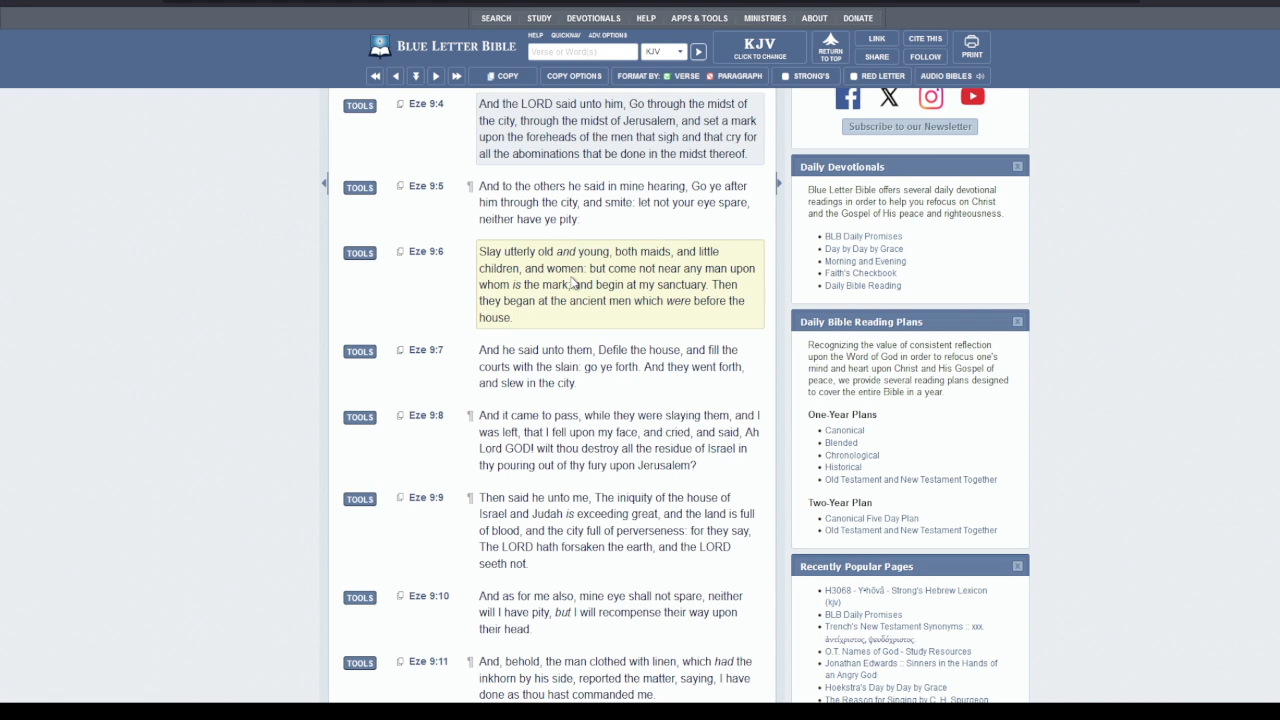 SEARCH STUDY DEVOTIONALS HELP APPS & TOOLS MINISTRIES ABOUT DONATE
BLUE LETTER BIBLE
HELP QUICKNAV ADV. OPTIONS
Verse or Word(s) KJV
KJV
CLICK TO CHANGE
RETURN
TO TOP
LINK CITE THIS
SHARE FOLLOW
PRINT
COPY COPY OPTIONS FORMAT BY: VERSE PARAGRAPH STRONG'S RED LETTER AUDIO BIBLES
TOOLS Eze 9:4 And the LORD said unto him, Go through the midst of
the city, through the midst of Jerusalem, and set a mark
upon the foreheads of the men that sigh and that cry for
all the abominations that be done in the midst thereof.
TOOLS Eze 9:5 ¶ And to the others he said in mine hearing, Go ye after
him through the city, and smite: let not your eye spare,
neither have ye pity:
TOOLS Eze 9:6 Slay utterly old and young, both maids, and little
children, and women: but come not near any man upon
whom is the mark; and begin at my sanctuary. Then
they began at the ancient men which were before the
house.
TOOLS Eze 9:7 And he said unto them, Defile the house, and fill the
courts with the slain: go ye forth. And they went forth,
and slew in the city.
TOOLS Eze 9:8 ¶ And it came to pass, while they were slaying them, and I
was left, that I fell upon my face, and cried, and said, Ah
Lord GOD! wilt thou destroy all the residue of Israel in
thy pouring out of thy fury upon Jerusalem?
TOOLS Eze 9:9 ¶ Then said he unto me, The iniquity of the house of
Israel and Judah is exceeding great, and the land is full
of blood, and the city full of perverseness: for they say,
The LORD hath forsaken the earth, and the LORD
seeth not.
TOOLS Eze 9:10 And as for me also, mine eye shall not spare, neither
will I have pity, but I will recompense their way upon
their head.
TOOLS Eze 9:11 ¶ And, behold, the man clothed with linen, which had the
inkhorn by his side, reported the matter, saying, I have
done as thou hast commanded me.
Subscribe to our Newsletter
Daily Devotionals
Blue Letter Bible offers several daily devotional
readings in order to help you refocus on Christ
and the Gospel of His peace and righteousness.
• BLB Daily Promises
• Day by Day by Grace
• Morning and Evening
• Faith's Checkbook
• Daily Bible Reading
Daily Bible Reading Plans
Recognizing the value of consistent reflection
upon the Word of God in order to refocus one's
mind and heart upon Christ and His Gospel of
peace, we provide several reading plans designed
to cover the entire Bible in a year.
One-Year Plans
• Canonical
• Blended
• Chronological
• Historical
• Old Testament and New Testament Together
Two-Year Plan
• Canonical Five Day Plan
• Old Testament and New Testament Together
Recently Popular Pages
• H3068 - Yᵊhōvâ - Strong's Hebrew Lexicon
(kjv)
• BLB Daily Promises
• Trench's New Testament Synonyms :: xxx.
ἀντίχριστος, ψευδόχριστος.
• O.T. Names of God - Study Resources
• Jonathan Edwards :: Sinners in the Hands of
an Angry God
• Hoekstra's Day by Day by Grace
• The Reason for Singing by C. H. Spurgeon